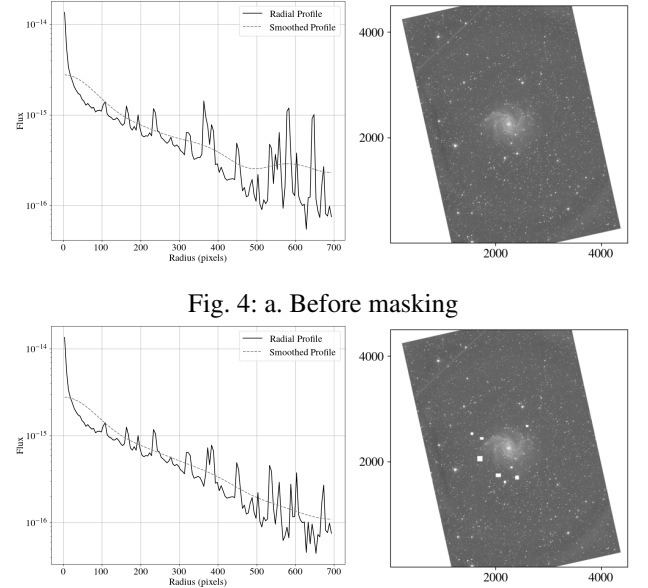 10⁻¹⁴
10⁻¹⁵
10⁻¹⁶
Flux
Radial Profile
Smoothed Profile
0 100 200 300 400 500 600 700
Radius (pixels)
4000
2000
2000 4000
Fig. 4: a. Before masking
10⁻¹⁴
10⁻¹⁵
10⁻¹⁶
Flux
Radial Profile
Smoothed Profile
0 100 200 300 400 500 600 700
Radius (pixels)
4000
2000
2000 4000